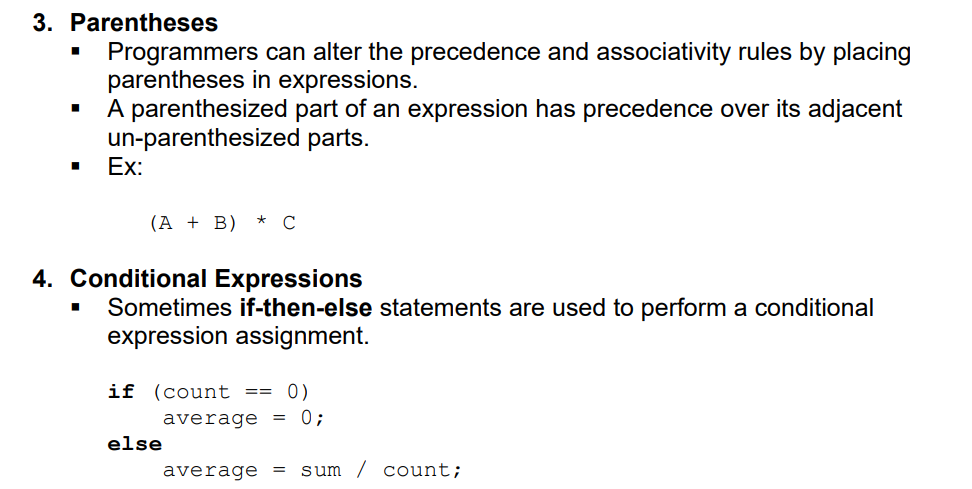 3. Parentheses
▪ Programmers can alter the precedence and associativity rules by placing
parentheses in expressions.
▪ A parenthesized part of an expression has precedence over its adjacent
un-parenthesized parts.
▪ Ex:
(A + B) * C
4. Conditional Expressions
▪ Sometimes if-then-else statements are used to perform a conditional
expression assignment.
if (count == 0)
    average = 0;
else
    average = sum / count;